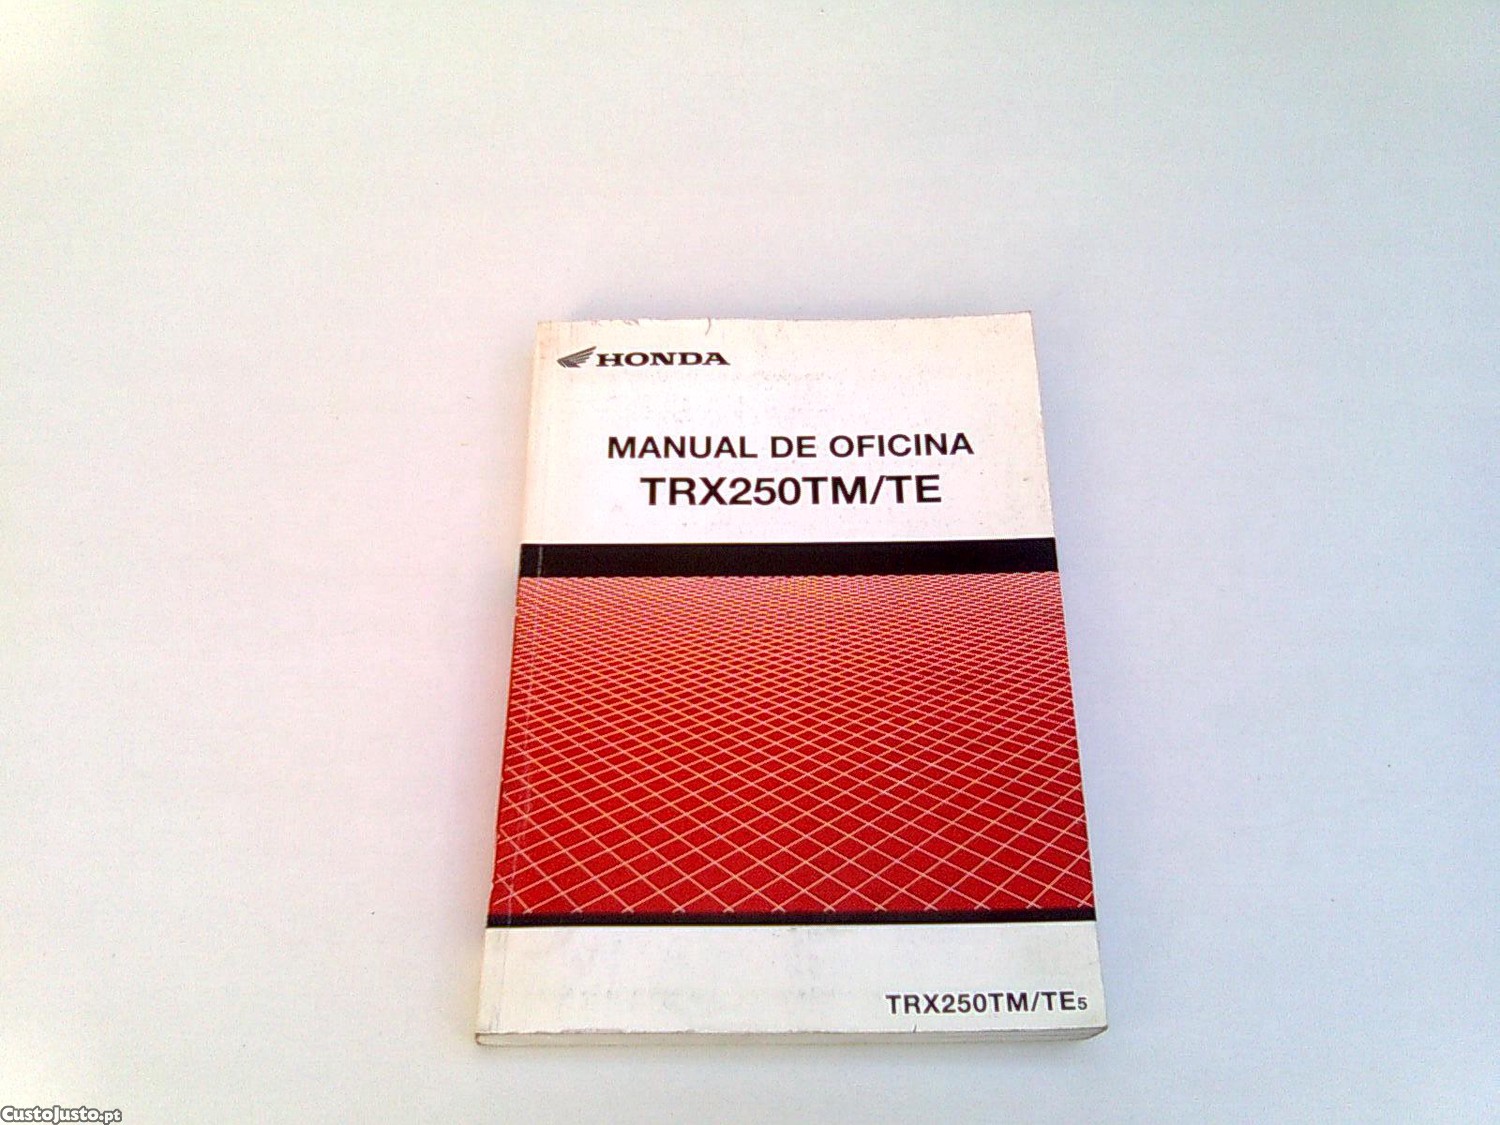 HONDA
MANUAL DE OFICINA
TRX250TM/TE
TRX250TM/TE5
CustoJusto.pt